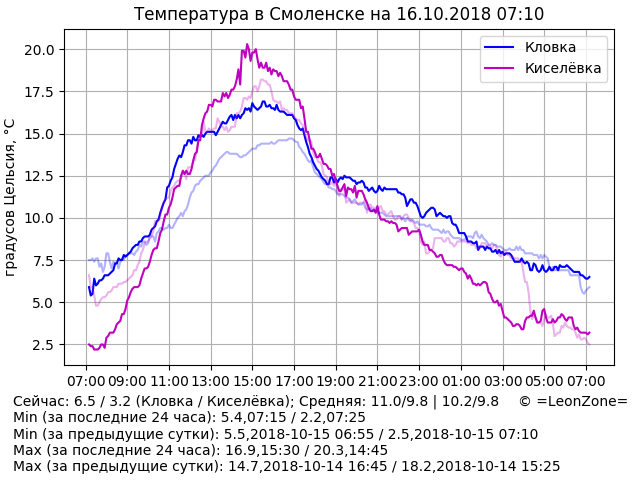 Температура в Смоленске на 16.10.2018 07:10
Кловка
Киселёвка
градусов Цельсия, °C
20.0
17.5
15.0
12.5
10.0
7.5
5.0
2.5
07:00 09:00 11:00 13:00 15:00 17:00 19:00 21:00 23:00 01:00 03:00 05:00 07:00
Сейчас: 6.5 / 3.2 (Кловка / Киселёвка); Средняя: 11.0/9.8 | 10.2/9.8 © =LeonZone=
Min (за последние 24 часа): 5.4,07:15 / 2.2,07:25
Min (за предыдущие сутки): 5.5,2018-10-15 06:55 / 2.5,2018-10-15 07:10
Max (за последние 24 часа): 16.9,15:30 / 20.3,14:45
Max (за предыдущие сутки): 14.7,2018-10-14 16:45 / 18.2,2018-10-14 15:25